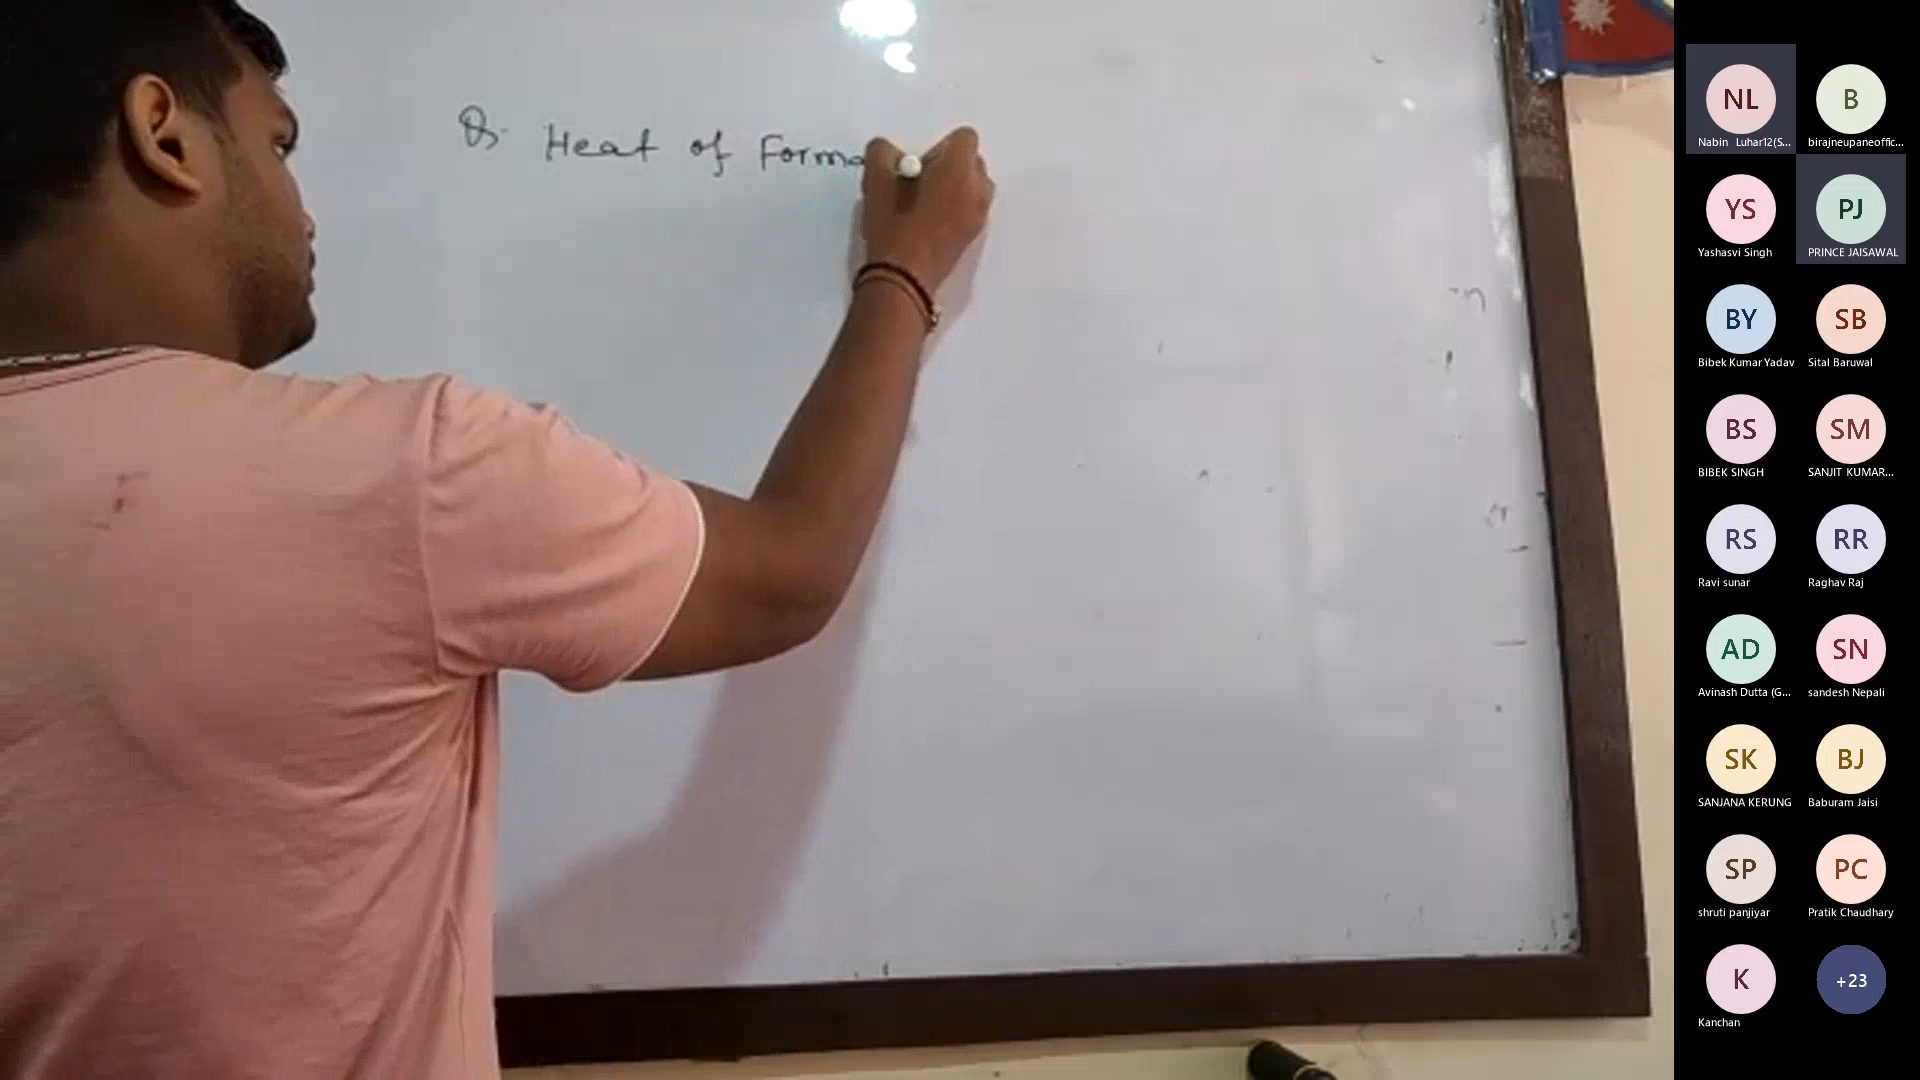 Q. Heat of Forma
NL B
Nabin Luhar12(S... birajneupaneoffic...
YS PJ
Yashasvi Singh PRINCE JAISAWAL
BY SB
Bibek Kumar Yadav Sital Baruwal
BS SM
BIBEK SINGH SANJIT KUMAR...
RS RR
Ravi sunar Raghav Raj
AD SN
Avinash Dutta (G... sandesh Nepali
SK BJ
SANJANA KERUNG Baburam Jaisi
SP PC
shruti panjiyar Pratik Chaudhary
K +23
Kanchan